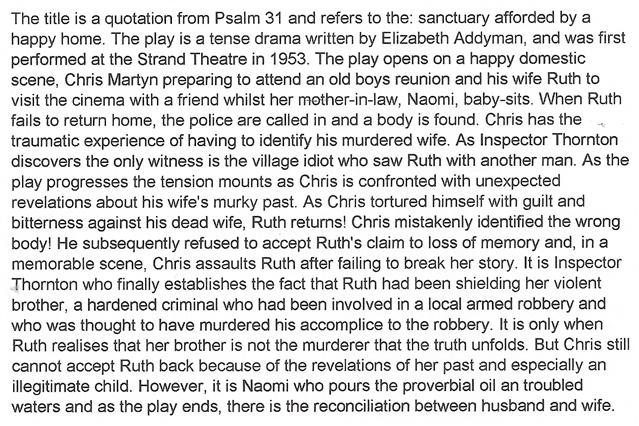 The title is a quotation from Psalm 31 and refers to the: sanctuary afforded by a
happy home. The play is a tense drama written by Elizabeth Addyman, and was first
performed at the Strand Theatre in 1953. The play opens on a happy domestic
scene, Chris Martyn preparing to attend an old boys reunion and his wife Ruth to
visit the cinema with a friend whilst her mother-in-law, Naomi, baby-sits. When Ruth
fails to return home, the police are called in and a body is found. Chris has the
traumatic experience of having to identify his murdered wife. As Inspector Thornton
discovers the only witness is the village idiot who saw Ruth with another man. As the
play progresses the tension mounts as Chris is confronted with unexpected
revelations about his wife's murky past. As Chris tortured himself with guilt and
bitterness against his dead wife, Ruth returns! Chris mistakenly identified the wrong
body! He subsequently refused to accept Ruth's claim to loss of memory and, in a
memorable scene, Chris assaults Ruth after failing to break her story. It is Inspector
Thornton who finally establishes the fact that Ruth had been shielding her violent
brother, a hardened criminal who had been involved in a local armed robbery and
who was thought to have murdered his accomplice to the robbery. It is only when
Ruth realises that her brother is not the murderer that the truth unfolds. But Chris still
cannot accept Ruth back because of the revelations of her past and especially an
illegitimate child. However, it is Naomi who pours the proverbial oil an troubled
waters and as the play ends, there is the reconciliation between husband and wife.